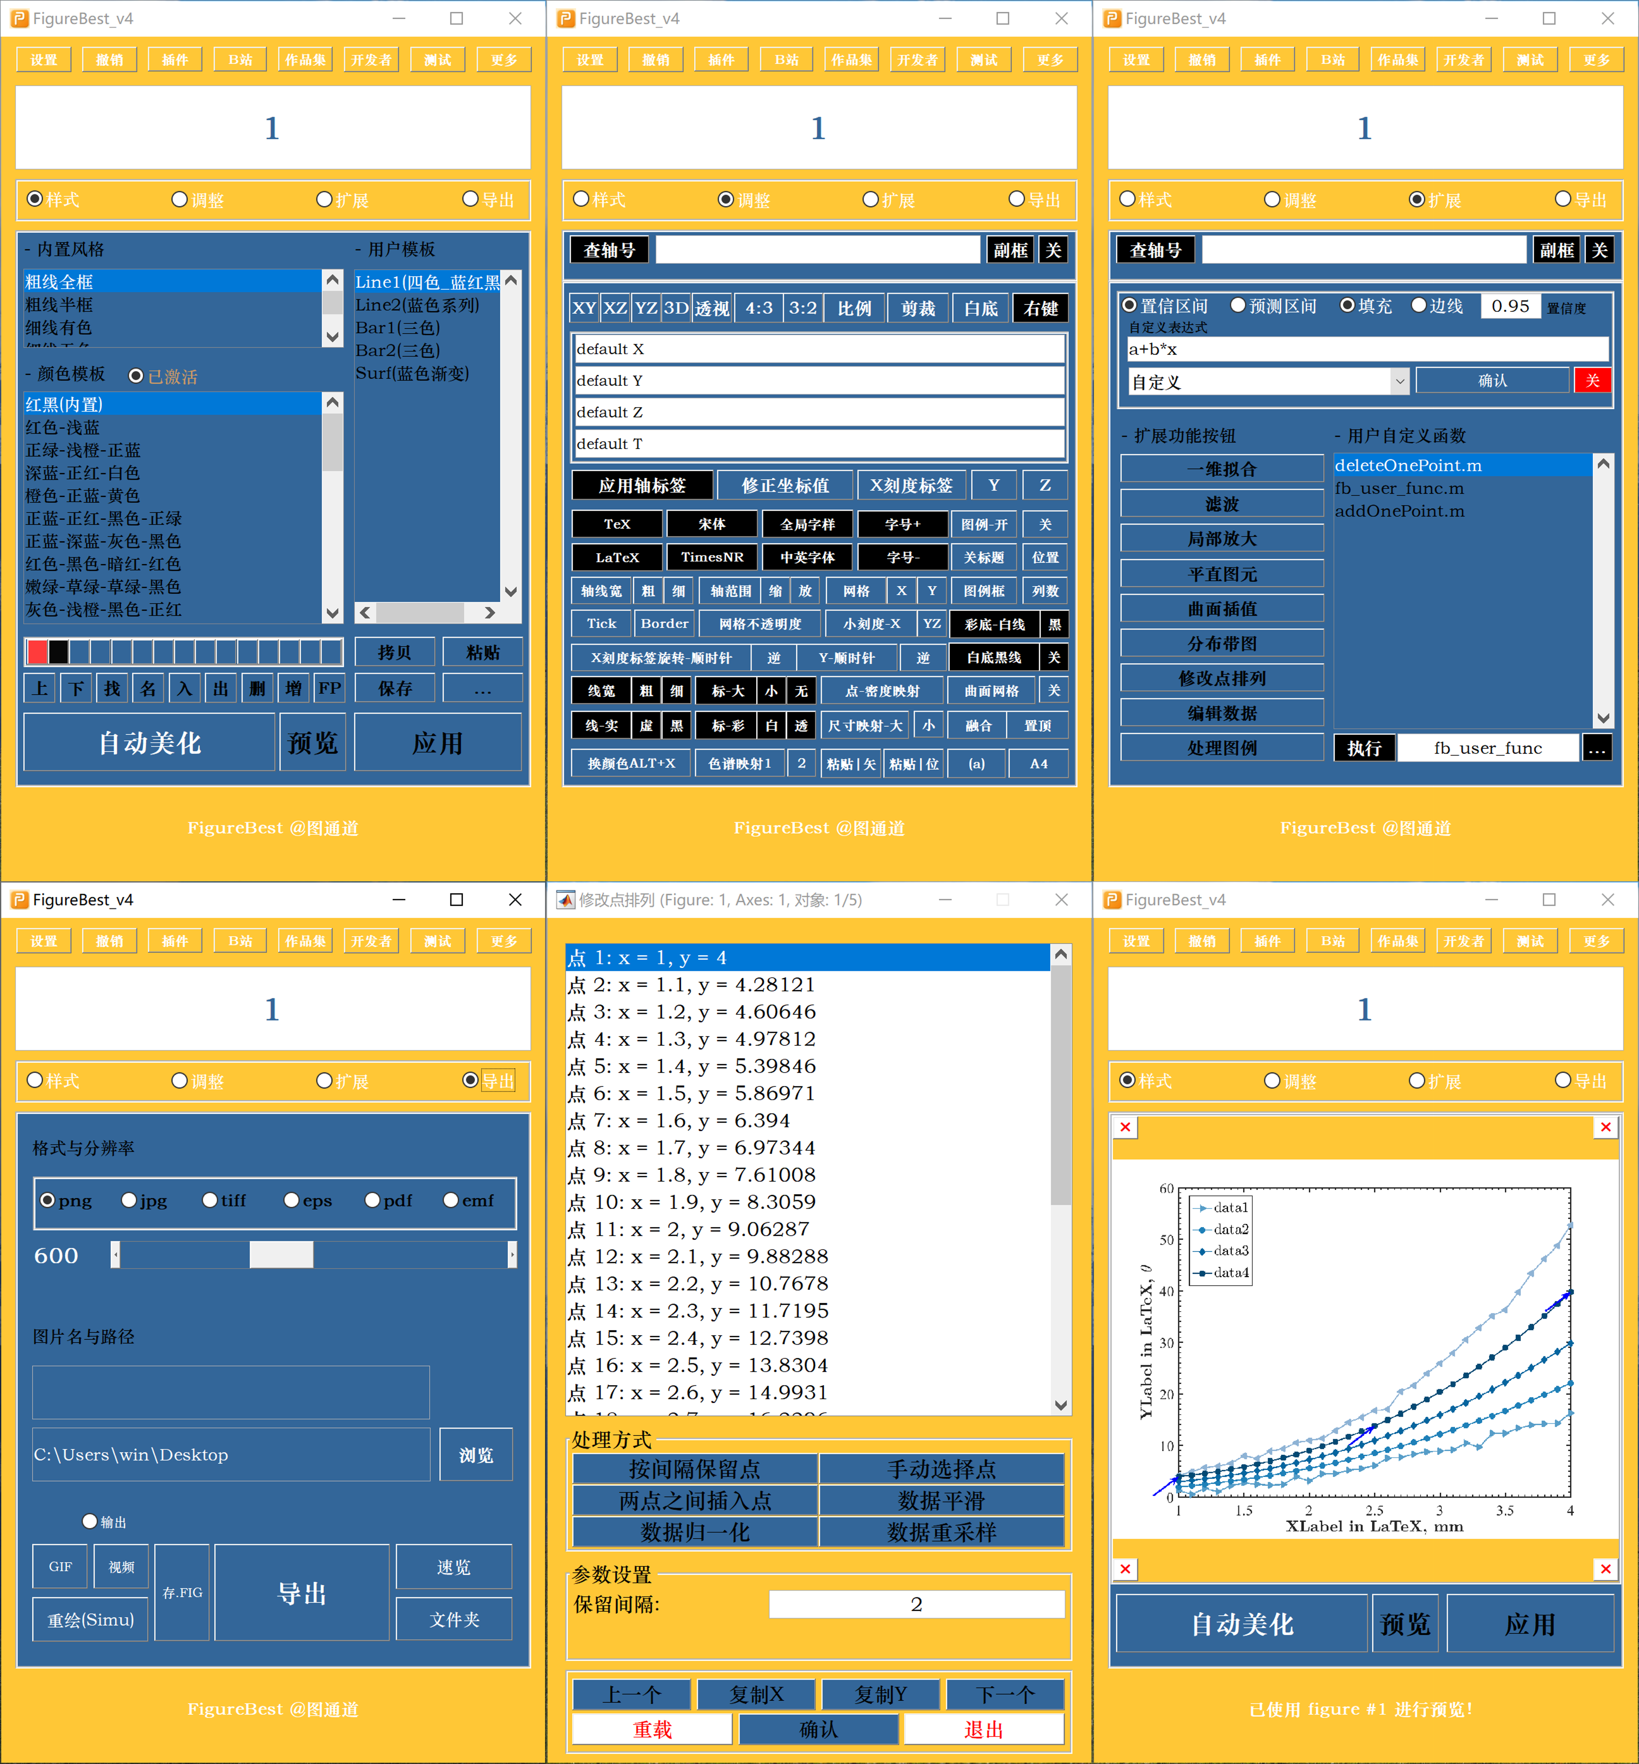 FigureBest_v4
设置 撤销 插件 B站 作品集 开发者 测试 更多
1
样式 调整 扩展 导出
- 内置风格
粗线全框
粗线半框
细线有色
- 颜色模板 已激活
红黑(内置)
红色-浅蓝
正绿-浅橙-正蓝
深蓝-正红-白色
橙色-正蓝-黄色
正蓝-正红-黑色-正绿
正蓝-深蓝-灰色-黑色
红色-黑色-暗红-红色
嫩绿-草绿-草绿-黑色
灰色-浅橙-黑色-正红
- 用户模板
Line1(四色_蓝红黑
Line2(蓝色系列)
Bar1(三色)
Bar2(三色)
Surf(蓝色渐变)
拷贝 粘贴
上 下 找 名 入 出 删 增 FP 保存 ...
自动美化 预览 应用
FigureBest @图通道
FigureBest_v4
设置 撤销 插件 B站 作品集 开发者 测试 更多
1
样式 调整 扩展 导出
查轴号 副框 关
XY XZ YZ 3D 透视 4:3 3:2 比例 剪裁 白底 右键
default X
default Y
default Z
default T
应用轴标签 修正坐标值 X刻度标签 Y Z
TeX 宋体 全局字样 字号+ 图例-开 关
LaTeX TimesNR 中英字体 字号- 关标题 位置
轴线宽 粗 细 轴范围 缩 放 网格 X Y 图例框 列数
Tick Border 网格不透明度 小刻度-X YZ 彩底-白线 黑
X刻度标签旋转-顺时针 逆 Y-顺时针 逆 白底黑线 关
线宽 粗 细 标-大 小 无 点-密度映射 曲面网格 关
线-实 虚 黑 标-彩 白 透 尺寸映射-大 小 融合 置顶
换颜色ALT+X 色谱映射1 2 粘贴|矢 粘贴|位 (a) A4
FigureBest @图通道
FigureBest_v4
设置 撤销 插件 B站 作品集 开发者 测试 更多
1
样式 调整 扩展 导出
查轴号 副框 关
置信区间 预测区间 填充 边线 0.95 置信度
自定义表达式
a+b*x
自定义 确认 关
- 扩展功能按钮
一维拟合
滤波
局部放大
平直图元
曲面插值
分布带图
修改点排列
编辑数据
处理图例
- 用户自定义函数
deleteOnePoint.m
fb_user_func.m
addOnePoint.m
执行 fb_user_func ...
FigureBest @图通道
FigureBest_v4
设置 撤销 插件 B站 作品集 开发者 测试 更多
1
样式 调整 扩展 导出
格式与分辨率
png jpg tiff eps pdf emf
600
图片名与路径
C:\Users\win\Desktop 浏览
输出
GIF 视频 存.FIG 导出 速览
重绘(Simu) 文件夹
FigureBest @图通道
修改点排列 (Figure: 1, Axes: 1, 对象: 1/5)
点 1: x = 1, y = 4
点 2: x = 1.1, y = 4.28121
点 3: x = 1.2, y = 4.60646
点 4: x = 1.3, y = 4.97812
点 5: x = 1.4, y = 5.39846
点 6: x = 1.5, y = 5.86971
点 7: x = 1.6, y = 6.394
点 8: x = 1.7, y = 6.97344
点 9: x = 1.8, y = 7.61008
点 10: x = 1.9, y = 8.3059
点 11: x = 2, y = 9.06287
点 12: x = 2.1, y = 9.88288
点 13: x = 2.2, y = 10.7678
点 14: x = 2.3, y = 11.7195
点 15: x = 2.4, y = 12.7398
点 16: x = 2.5, y = 13.8304
点 17: x = 2.6, y = 14.9931
处理方式
按间隔保留点 手动选择点
两点之间插入点 数据平滑
数据归一化 数据重采样
参数设置
保留间隔: 2
上一个 复制X 复制Y 下一个
重载 确认 退出
FigureBest_v4
设置 撤销 插件 B站 作品集 开发者 测试 更多
1
样式 调整 扩展 导出
60
50
40
30
20
10
0
YLabel in LaTeX, θ
data1
data2
data3
data4
1 1.5 2 2.5 3 3.5 4
XLabel in LaTeX, mm
自动美化 预览 应用
已使用 figure #1 进行预览!